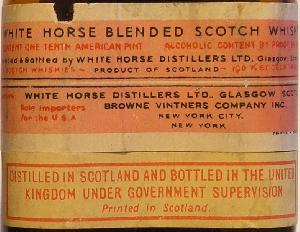 WHITE HORSE BLENDED SCOTCH WHIS
CONTENT ONE TENTH AMERICAN PINT ALCOHOLIC CONTENT BY PROOF
& Bottled by WHITE HORSE DISTILLERS LTD., Glasgow,
SCOTCH WHISKIES ~ PRODUCT OF SCOTLAND ~ 100%
WHITE HORSE DISTILLERS LTD. GLASGOW SCOT
Sole Importers
for the U.S.A
BROWNE VINTNERS COMPANY INC.
NEW YORK CITY.
NEW YORK
DISTILLED IN SCOTLAND AND BOTTLED IN THE UNITED
KINGDOM UNDER GOVERNMENT SUPERVISION
Printed in Scotland